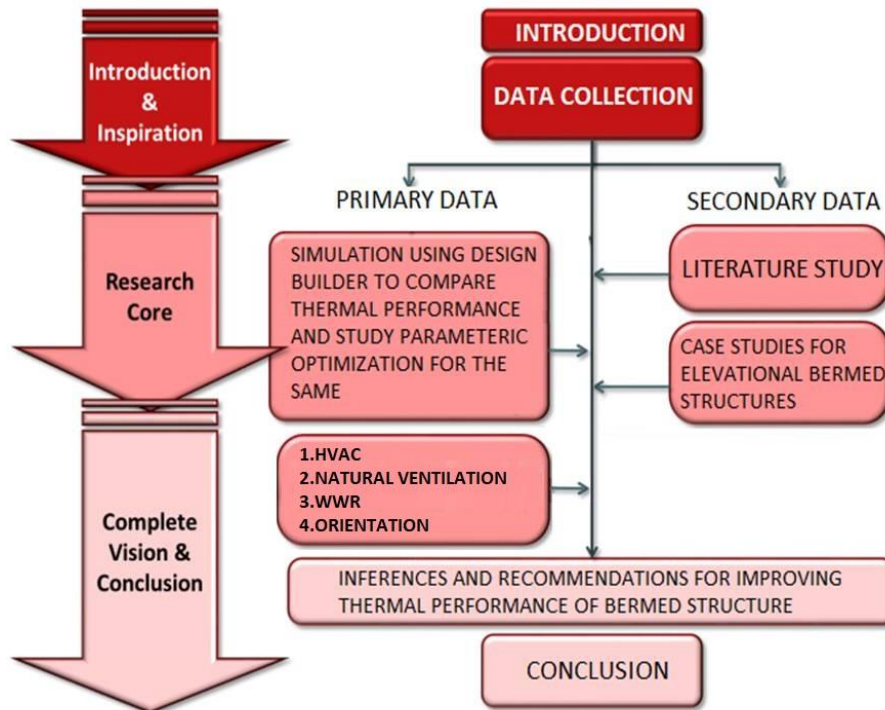 Introduction
&
Inspiration
Research
Core
Complete
Vision &
Conclusion
INTRODUCTION
DATA COLLECTION
PRIMARY DATA
SIMULATION USING DESIGN
BUILDER TO COMPARE
THERMAL PERFORMANCE
AND STUDY PARAMETERIC
OPTIMIZATION FOR THE
SAME
1.HVAC
2.NATURAL VENTILATION
3.WWR
4.ORIENTATION
SECONDARY DATA
LITERATURE STUDY
CASE STUDIES FOR
ELEVATIONAL BERMED
STRUCTURES
INFERENCES AND RECOMMENDATIONS FOR IMPROVING
THERMAL PERFORMANCE OF BERMED STRUCTURE
CONCLUSION